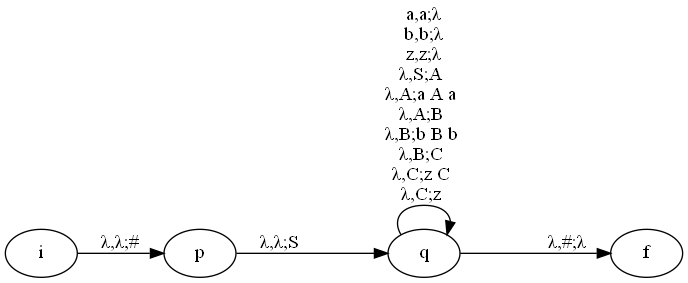 a,a;λ
b,b;λ
z,z;λ
λ,S;A
λ,A;a A a
λ,A;B
λ,B;b B b
λ,B;C
λ,C;z C
λ,C;z
i
λ,λ;#
p
λ,λ;S
q
λ,#;λ
f